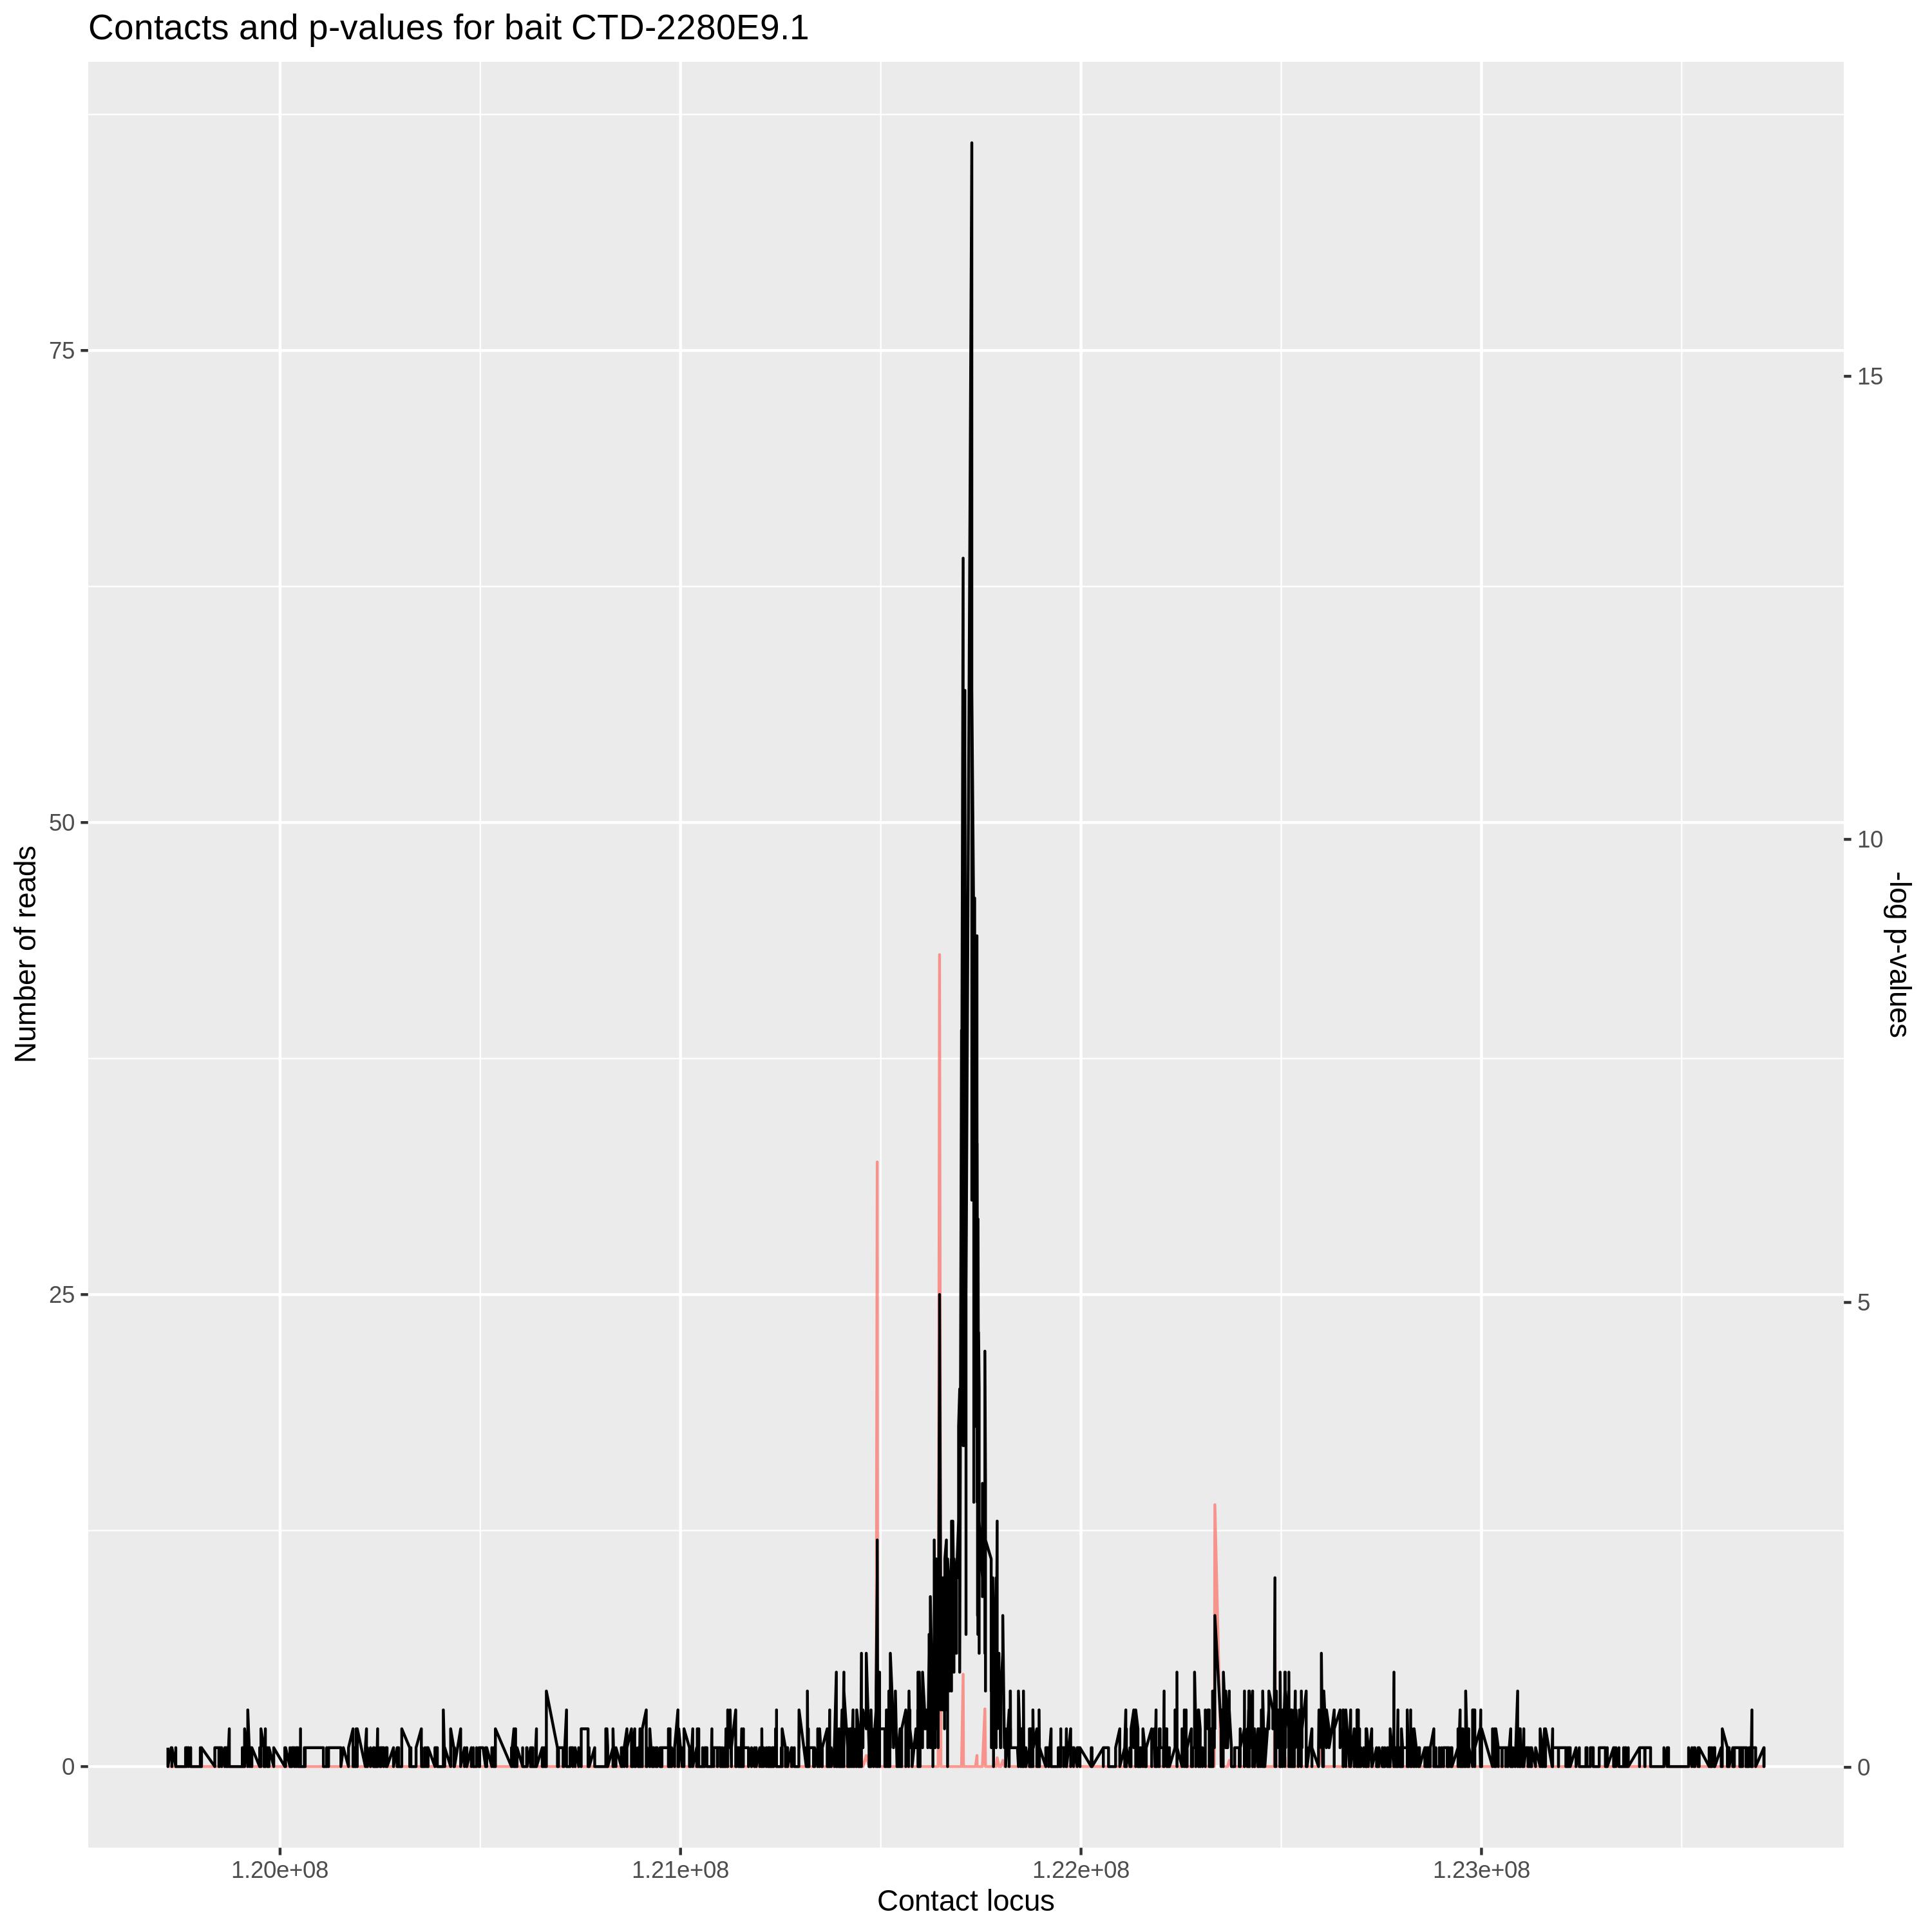 Contacts and p-values for bait CTD-2280E9.1
75
50
25
0
15
10
5
0
Number of reads
-log p-values
1.20e+08 1.21e+08 1.22e+08 1.23e+08
Contact locus